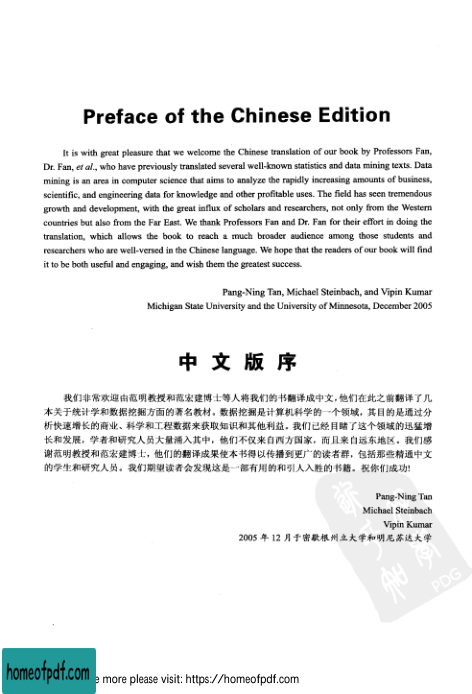 Preface of the Chinese Edition
It is with great pleasure that we welcome the Chinese translation of our book by Professors Fan,
Dr. Fan, et al., who have previously translated several well-known statistics and data mining texts. Data
mining is an area in computer science that aims to analyze the rapidly increasing amounts of business,
scientific, and engineering data for knowledge and other profitable uses. The field has seen tremendous
growth and development, with the great influx of scholars and researchers, not only from the Western
countries but also from the Far East. We thank Professors Fan and Dr. Fan for their effort in doing the
translation, which allows the book to reach a much broader audience among those students and
researchers who are well-versed in the Chinese language. We hope that the readers of our book will find
it to be both useful and engaging, and wish them the greatest success.
Pang-Ning Tan, Michael Steinbach, and Vipin Kumar
Michigan State University and the University of Minnesota, December 2005
中 文 版 序
我们非常欢迎由范明教授和范宏建博士等人将我们的书翻译成中文,他们在此之前翻译了几
本关于统计学和数据挖掘方面的著名教材。数据挖掘是计算机科学的一个领域，其目的是通过分
析快速增长的商业、科学和工程数据来获取知识和其他利益。我们已经目睹了这个领域的迅猛增
长和发展，学者和研究人员大量涌入其中，他们不仅来自西方国家，而且来自远东地区。我们感
谢范明教授和范宏建博士，他们的翻译成果使本书得以传播到更广的读者群，包括那些精通中文
的学生和研究人员。我们期望读者会发现这是一部有用的和引人入胜的书籍。祝你们成功!
Pang-Ning Tan
Michael Steinbach
Vipin Kumar
2005 年 12 月于密歇根州立大学和明尼苏达大学
PDG
homeofpdf.com
e more please visit: https://homeofpdf.com